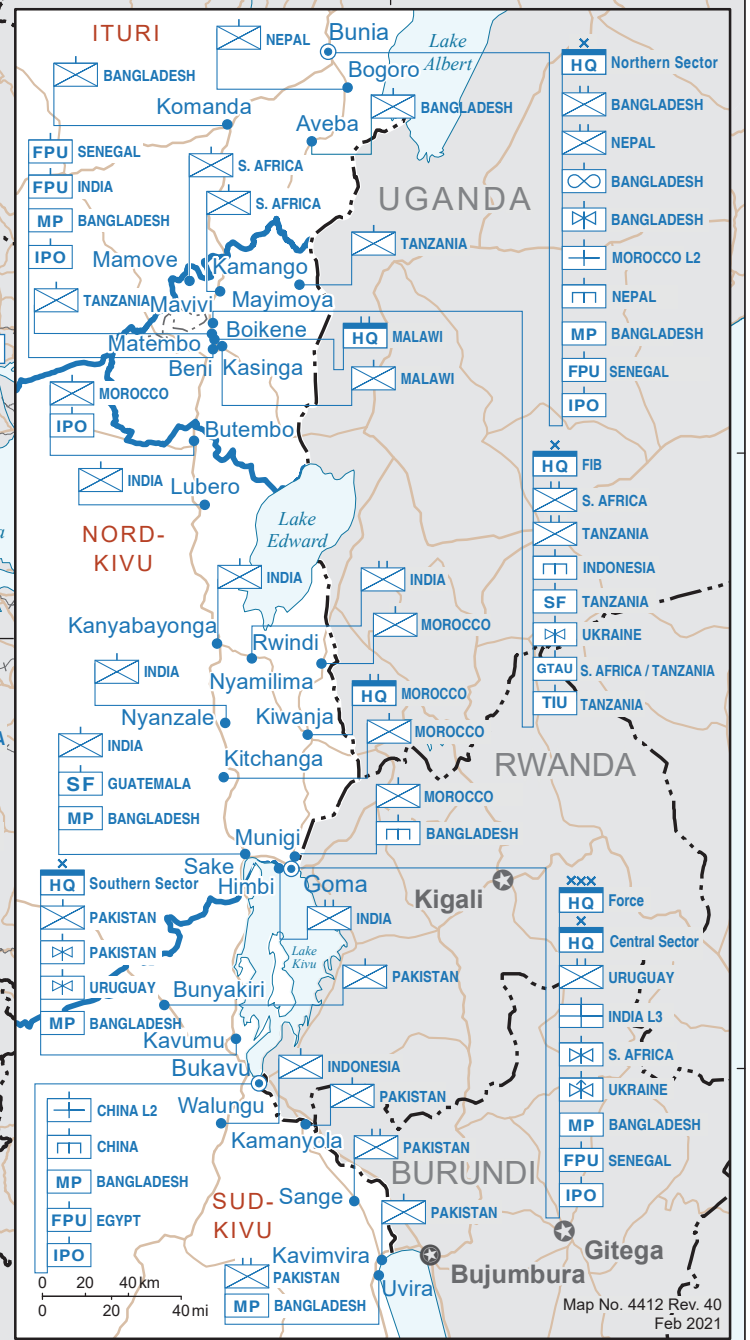 ITURI
NEPAL
Bunia
Lake
Albert
HQ Northern Sector
BANGLADESH
Bogoro
Komanda
BANGLADESH
BANGLADESH
Aveba
NEPAL
FPU SENEGAL
S. AFRICA
BANGLADESH
FPU INDIA
S. AFRICA
UGANDA
MP BANGLADESH
BANGLADESH
IPO
Mamove
Kamango
TANZANIA
MOROCCO L2
TANZANIA
Mavivi
Mayimoya
NEPAL
Boikene
Matembo
HQ MALAWI
MP BANGLADESH
Beni
Kasinga
MALAWI
FPU SENEGAL
MOROCCO
IPO
IPO
Butembo
HQ FIB
INDIA
Lubero
S. AFRICA
NORD-
KIVU
Lake
Edward
TANZANIA
INDONESIA
INDIA
INDIA
SF TANZANIA
Kanyabayonga
Rwindi
MOROCCO
UKRAINE
INDIA
Nyamilima
GTAU S. AFRICA / TANZANIA
HQ MOROCCO
TIU TANZANIA
Nyanzale
Kiwanja
MOROCCO
INDIA
Kitchanga
RWANDA
SF GUATEMALA
MOROCCO
MP BANGLADESH
BANGLADESH
Munigi
Sake
Himbi
Goma
Kigali
HQ Southern Sector
HQ Force
PAKISTAN
INDIA
HQ Central Sector
PAKISTAN
Lake
Kivu
URUGUAY
URUGUAY
Bunyakiri
PAKISTAN
INDIA L3
MP BANGLADESH
Kavumu
S. AFRICA
Bukavu
INDONESIA
UKRAINE
CHINA L2
Walungu
PAKISTAN
MP BANGLADESH
CHINA
Kamanyola
PAKISTAN
FPU SENEGAL
MP BANGLADESH
BURUNDI
IPO
FPU EGYPT
SUD-
KIVU
Sange
PAKISTAN
IPO
Gitega
Kavimvira
Bujumbura
PAKISTAN
Uvira
MP BANGLADESH
0 20 40 km
0 20 40 mi
Map No. 4412 Rev. 40
Feb 2021